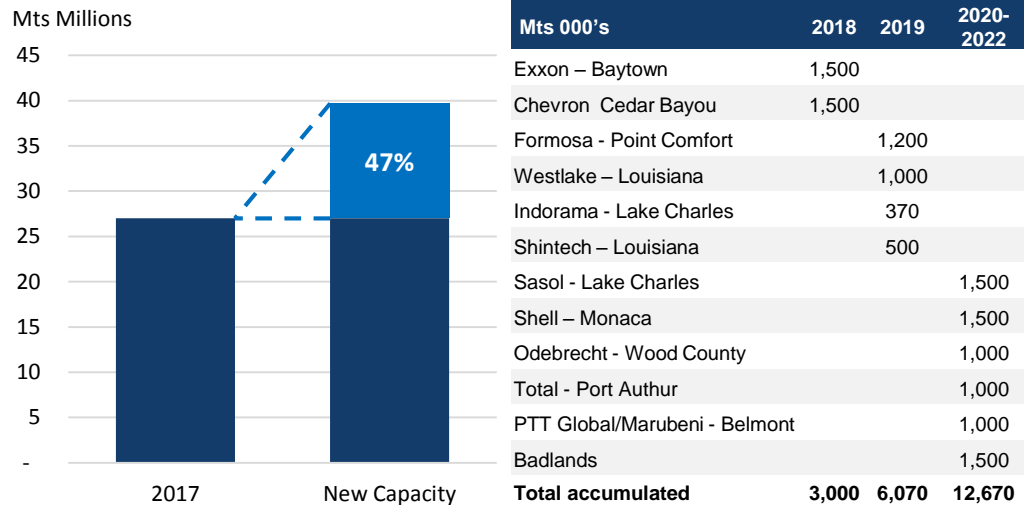 Mts Millions
45
40
35
30
25
20
15
10
5
-
47%
2017 New Capacity
Mts 000's 2018 2019 2020-
2022
Exxon – Baytown 1,500
Chevron Cedar Bayou 1,500
Formosa - Point Comfort 1,200
Westlake – Louisiana 1,000
Indorama - Lake Charles 370
Shintech – Louisiana 500
Sasol - Lake Charles 1,500
Shell – Monaca 1,500
Odebrecht - Wood County 1,000
Total - Port Authur 1,000
PTT Global/Marubeni - Belmont 1,000
Badlands 1,500
Total accumulated 3,000 6,070 12,670